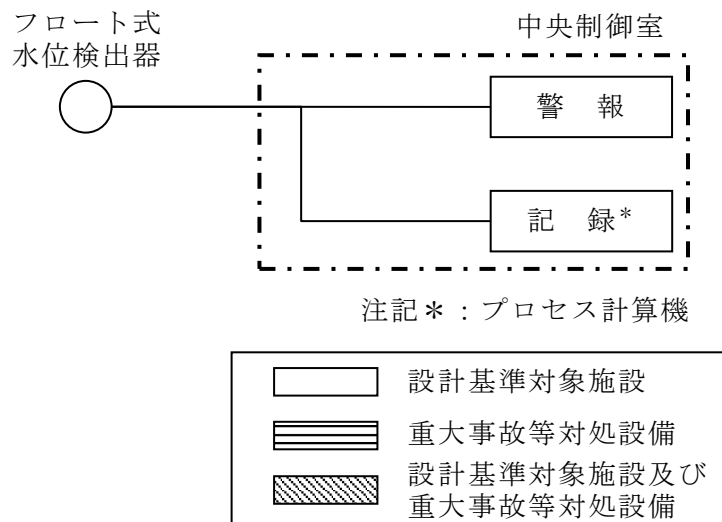 フロート式
水位検出器
中央制御室
警　報
記　録*
注記＊：プロセス計算機
設計基準対象施設
重大事故等対処設備
設計基準対象施設及び
重大事故等対処設備